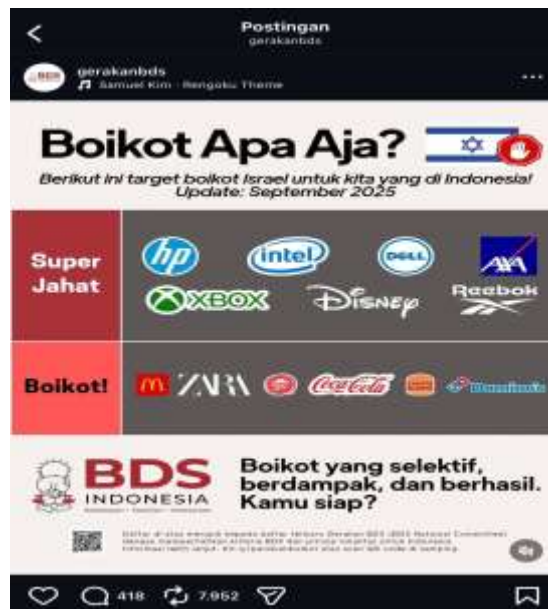 Postingan
gerakanbds
BDS
gerakanbds
Samuel Kim · Rengoku Theme
Boikot Apa Aja?
Berikut ini target boikot Israel untuk kita yang di Indonesia!
Update: September 2025
Super
Jahat
hp
intel
DELL
AXA
XBOX
Disney
Reebok
Boikot!
ZARA
Coca-Cola
Domino's
BDS
INDONESIA
Boikot yang selektif,
berdampak, dan berhasil.
Kamu siap?
418
7.952